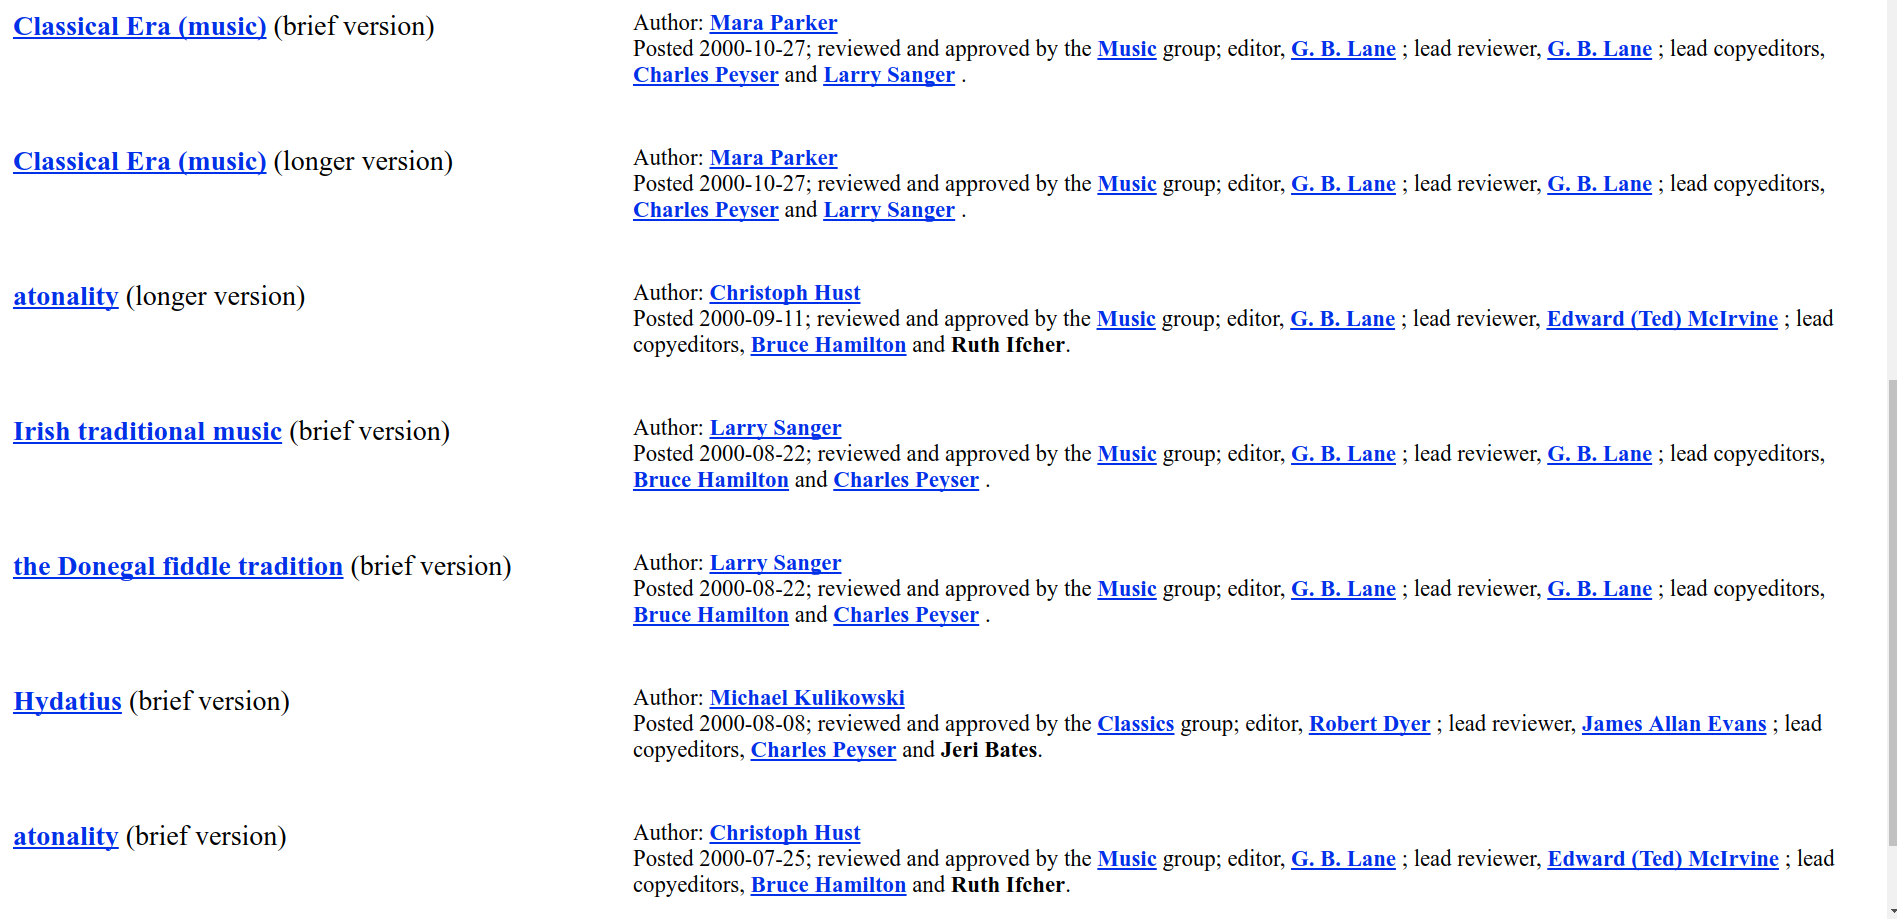 Classical Era (music) (brief version)
Author: Mara Parker
Posted 2000-10-27; reviewed and approved by the Music group; editor, G. B. Lane ; lead reviewer, G. B. Lane ; lead copyeditors,
Charles Peyser and Larry Sanger .
Classical Era (music) (longer version)
Author: Mara Parker
Posted 2000-10-27; reviewed and approved by the Music group; editor, G. B. Lane ; lead reviewer, G. B. Lane ; lead copyeditors,
Charles Peyser and Larry Sanger .
atonality (longer version)
Author: Christoph Hust
Posted 2000-09-11; reviewed and approved by the Music group; editor, G. B. Lane ; lead reviewer, Edward (Ted) McIrvine ; lead
copyeditors, Bruce Hamilton and Ruth Ifcher.
Irish traditional music (brief version)
Author: Larry Sanger
Posted 2000-08-22; reviewed and approved by the Music group; editor, G. B. Lane ; lead reviewer, G. B. Lane ; lead copyeditors,
Bruce Hamilton and Charles Peyser .
the Donegal fiddle tradition (brief version)
Author: Larry Sanger
Posted 2000-08-22; reviewed and approved by the Music group; editor, G. B. Lane ; lead reviewer, G. B. Lane ; lead copyeditors,
Bruce Hamilton and Charles Peyser .
Hydatius (brief version)
Author: Michael Kulikowski
Posted 2000-08-08; reviewed and approved by the Classics group; editor, Robert Dyer ; lead reviewer, James Allan Evans ; lead
copyeditors, Charles Peyser and Jeri Bates.
atonality (brief version)
Author: Christoph Hust
Posted 2000-07-25; reviewed and approved by the Music group; editor, G. B. Lane ; lead reviewer, Edward (Ted) McIrvine ; lead
copyeditors, Bruce Hamilton and Ruth Ifcher.